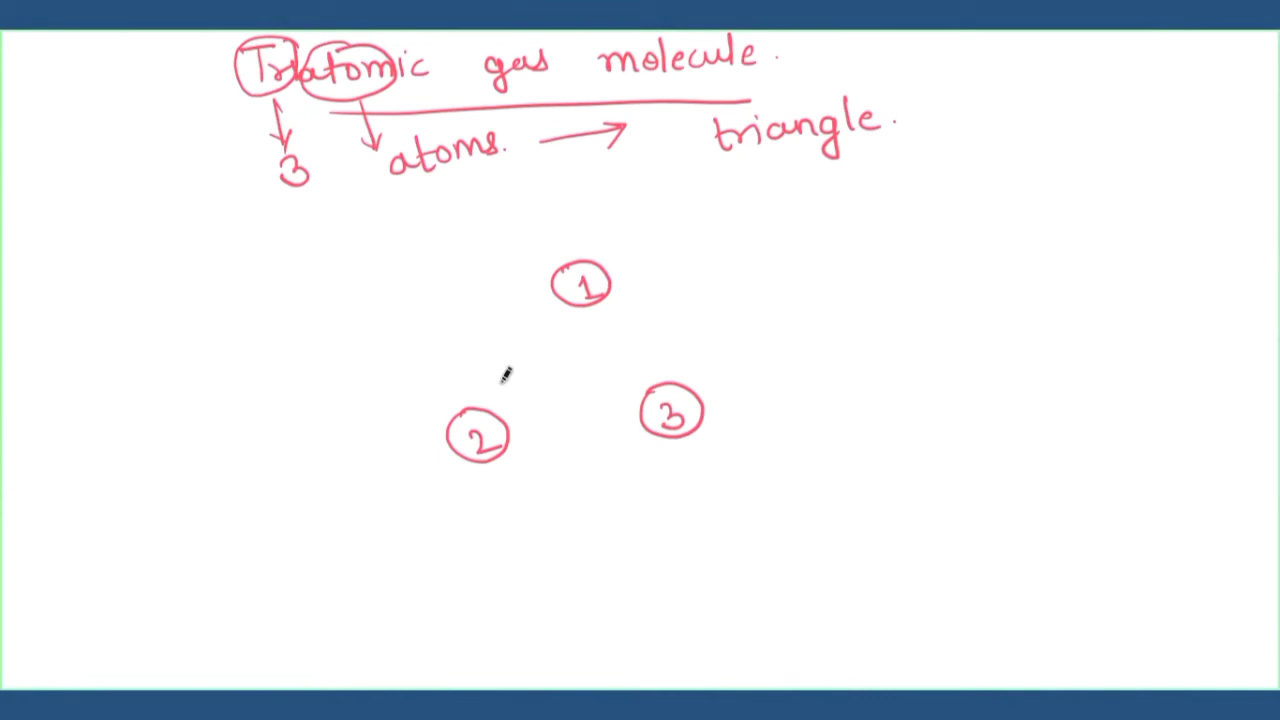 Triatomic gas molecule.
3 atoms. → triangle.
1
2 3